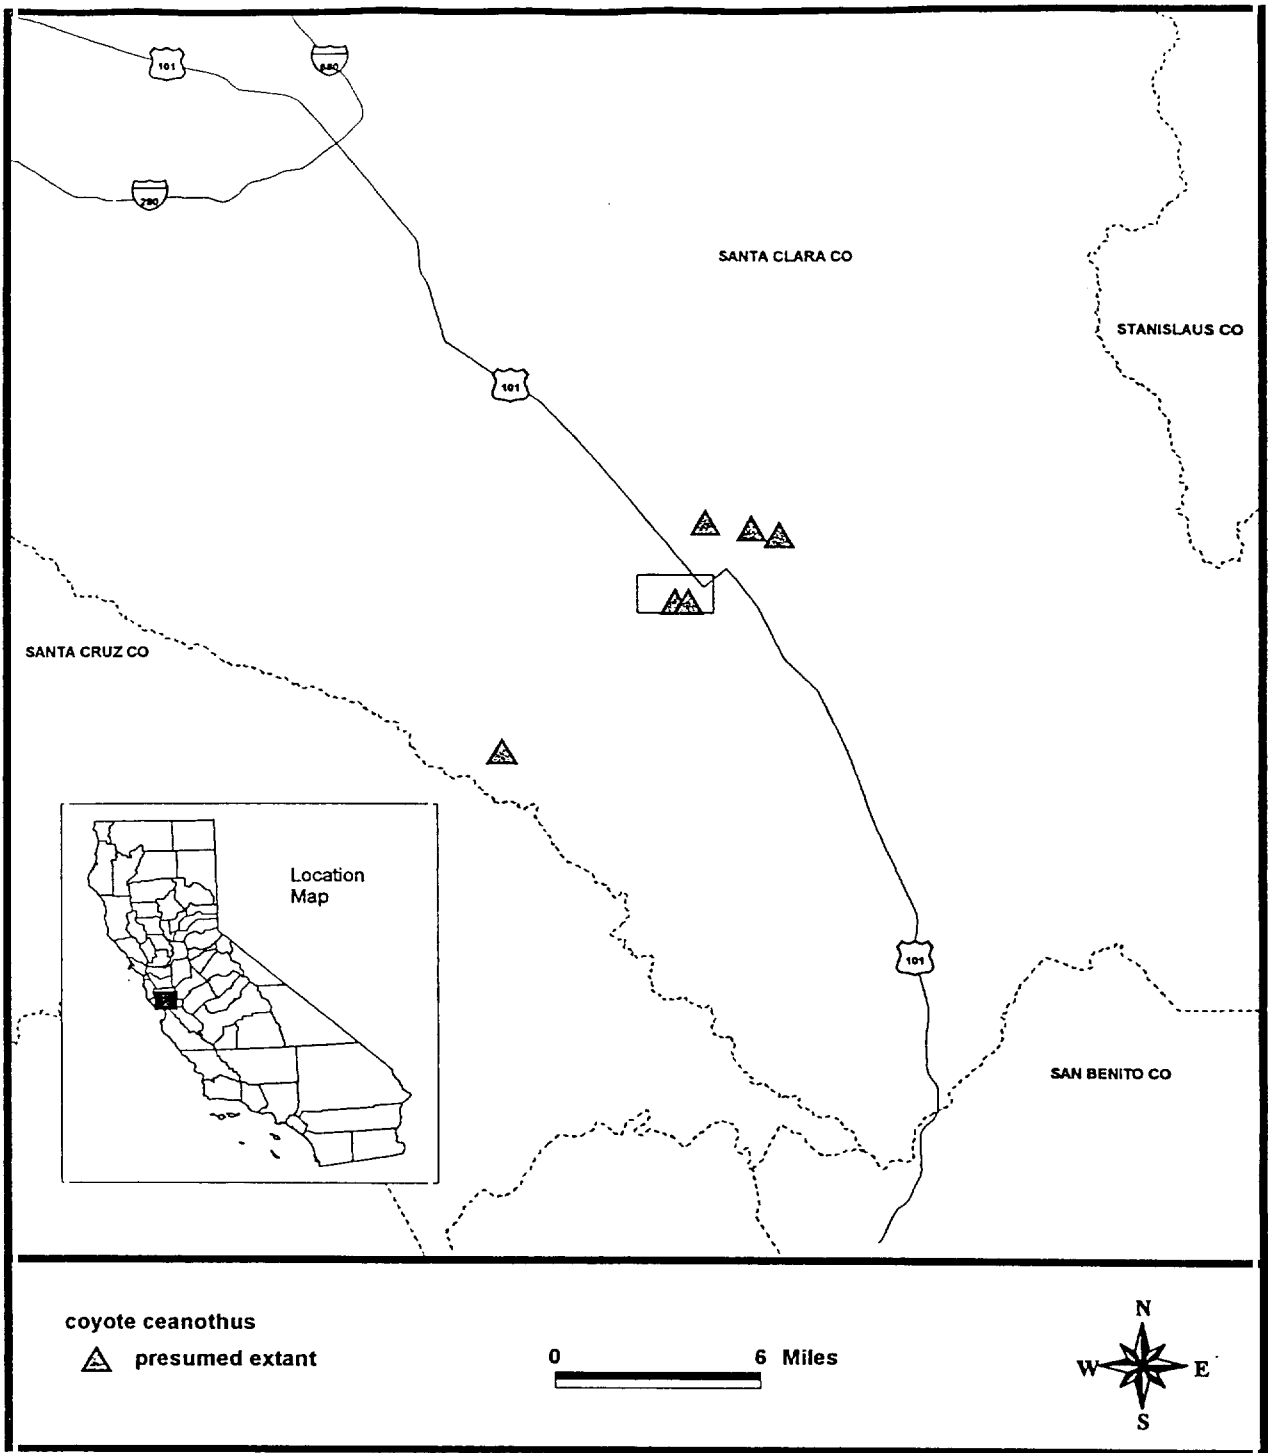 101
680
280
SANTA CLARA CO
STANISLAUS CO
101
SANTA CRUZ CO
Location
Map
101
SAN BENITO CO
coyote ceanothus
presumed extant
0 6 Miles
N
W E
S